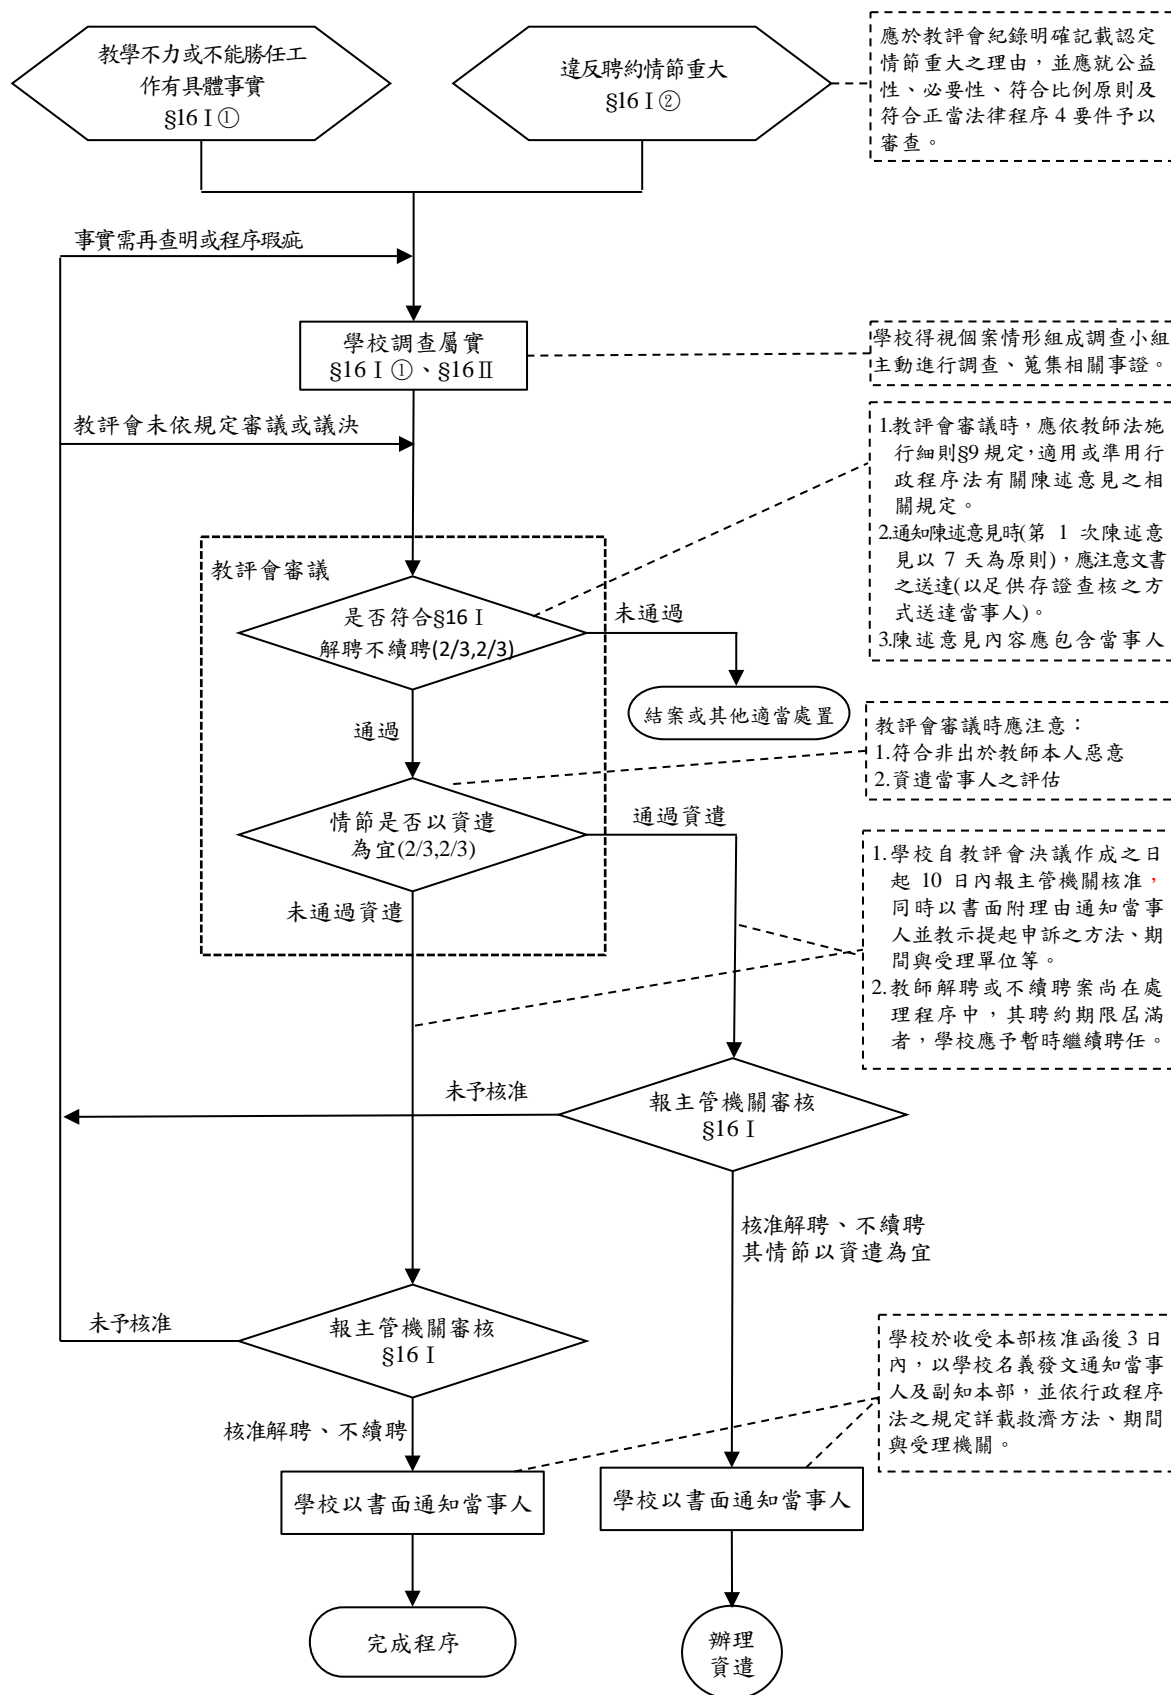 教學不力或不能勝任工
作有具體事實
§16Ⅰ①
違反聘約情節重大
§16Ⅰ②
應於教評會紀錄明確記載認定
情節重大之理由，並應就公益
性、必要性、符合比例原則及
符合正當法律程序 4 要件予以
審查。
事實需再查明或程序瑕疵
學校調查屬實
§16Ⅰ①、§16Ⅱ
學校得視個案情形組成調查小組
主動進行調查、蒐集相關事證。
教評會未依規定審議或議決
1.教評會審議時，應依教師法施
行細則§9 規定，適用或準用行
政程序法有關陳述意見之相
關規定。
2.通知陳述意見時(第 1 次陳述意
見以 7 天為原則)，應注意文書
之送達(以足供存證查核之方
式送達當事人)。
3.陳述意見內容應包含當事人
教評會審議
是否符合§16Ⅰ
解聘不續聘(2/3,2/3)
未通過
結案或其他適當處置
通過
教評會審議時應注意：
1.符合非出於教師本人惡意
2.資遣當事人之評估
情節是否以資遣
為宜(2/3,2/3)
通過資遣
未通過資遣
1.學校自教評會決議作成之日
起 10 日內報主管機關核准，
同時以書面附理由通知當事
人並教示提起申訴之方法、期
間與受理單位等。
2.教師解聘或不續聘案尚在處
理程序中，其聘約期限屆滿
者，學校應予暫時繼續聘任。
未予核准
報主管機關審核
§16Ⅰ
核准解聘、不續聘
其情節以資遣為宜
未予核准
報主管機關審核
§16Ⅰ
學校於收受本部核准函後 3 日
內，以學校名義發文通知當事
人及副知本部，並依行政程序
法之規定詳載救濟方法、期間
與受理機關。
核准解聘、不續聘
學校以書面通知當事人
學校以書面通知當事人
完成程序
辦理
資遣